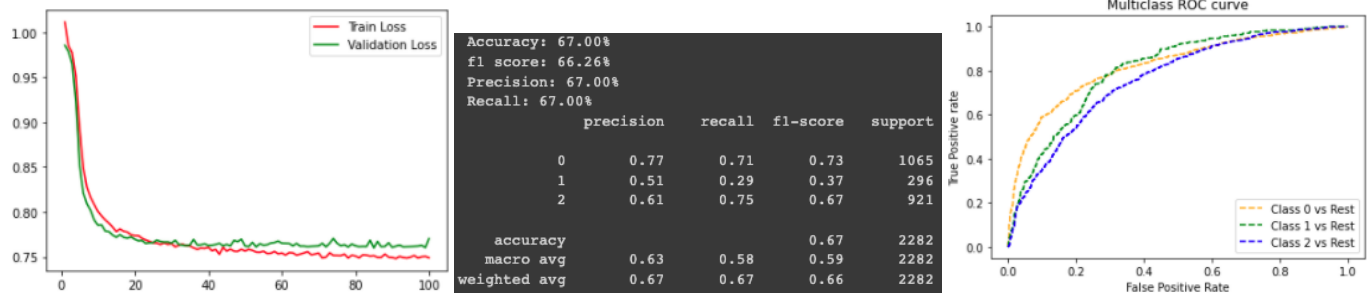 1.00
0.95
0.90
0.85
0.80
0.75
0 20 40 60 80 100
Train Loss
Validation Loss
Accuracy: 67.00%
f1 score: 66.26%
Precision: 67.00%
Recall: 67.00%
precision recall f1-score support
0 0.77 0.71 0.73 1065
1 0.51 0.29 0.37 296
2 0.61 0.75 0.67 921
accuracy 0.67 2282
macro avg 0.63 0.58 0.59 2282
weighted avg 0.67 0.67 0.66 2282
Multiclass ROC curve
True Positive rate
1.0
0.8
0.6
0.4
0.2
0.0
Class 0 vs Rest
Class 1 vs Rest
Class 2 vs Rest
0.0 0.2 0.4 0.6 0.8 1.0
False Positive Rate